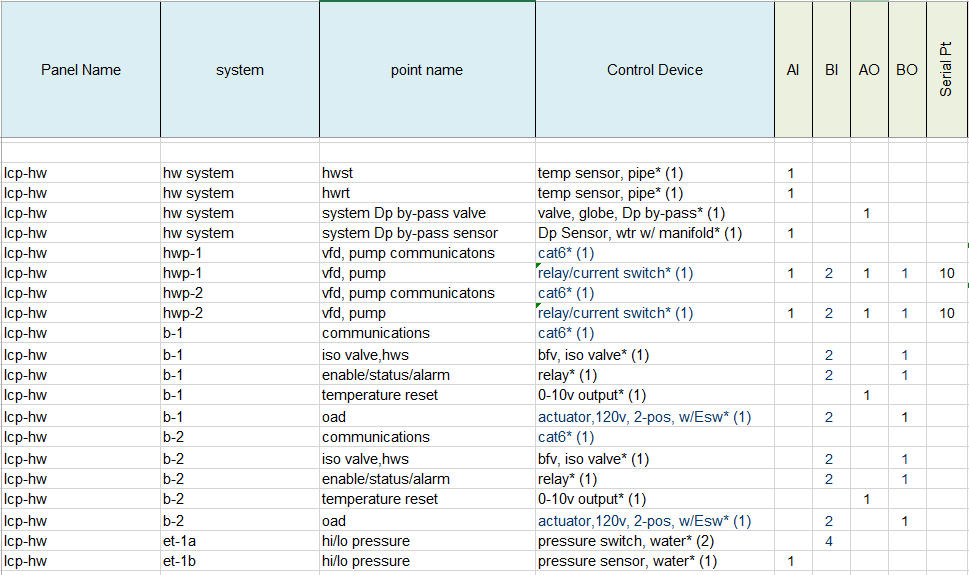 Panel Name system point name Control Device AI BI AO BO Serial Pt
lcp-hw hw system hwst temp sensor, pipe* (1) 1
lcp-hw hw system hwrt temp sensor, pipe* (1) 1
lcp-hw hw system system Dp by-pass valve valve, globe, Dp by-pass* (1) 1
lcp-hw hw system system Dp by-pass sensor Dp Sensor, wtr w/ manifold* (1) 1
lcp-hw hwp-1 vfd, pump communicatons cat6* (1)
lcp-hw hwp-1 vfd, pump relay/current switch* (1) 1 2 1 1 10
lcp-hw hwp-2 vfd, pump communicatons cat6* (1)
lcp-hw hwp-2 vfd, pump relay/current switch* (1) 1 2 1 1 10
lcp-hw b-1 communications cat6* (1)
lcp-hw b-1 iso valve,hws bfv, iso valve* (1) 2 1
lcp-hw b-1 enable/status/alarm relay* (1) 2 1
lcp-hw b-1 temperature reset 0-10v output* (1) 1
lcp-hw b-1 oad actuator,120v, 2-pos, w/Esw* (1) 2 1
lcp-hw b-2 communications cat6* (1)
lcp-hw b-2 iso valve,hws bfv, iso valve* (1) 2 1
lcp-hw b-2 enable/status/alarm relay* (1) 2 1
lcp-hw b-2 temperature reset 0-10v output* (1) 1
lcp-hw b-2 oad actuator,120v, 2-pos, w/Esw* (1) 2 1
lcp-hw et-1a hi/lo pressure pressure switch, water* (2) 4
lcp-hw et-1b hi/lo pressure pressure sensor, water* (1) 1